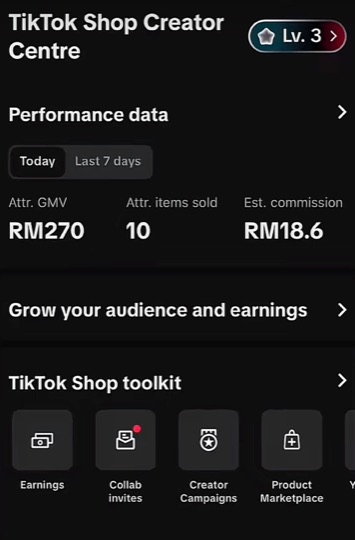 TikTok Shop Creator
Centre
Lv. 3
Performance data
Today
Last 7 days
Attr. GMV
Attr. items sold
Est. commission
RM270
10
RM18.6
Grow your audience and earnings
TikTok Shop toolkit
Earnings
Collab
invites
Creator
Campaigns
Product
Marketplace
Y